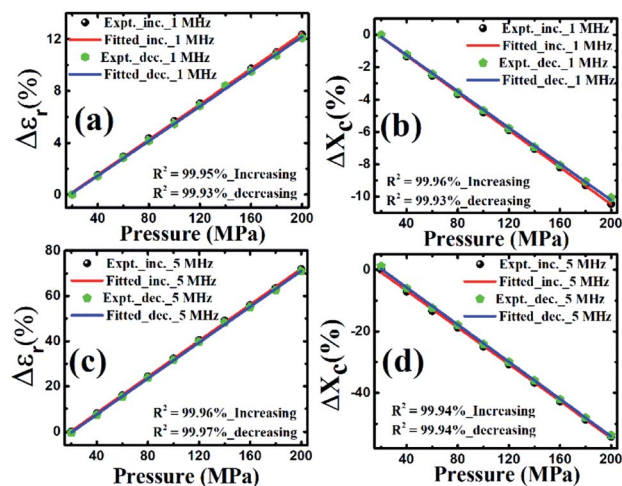 Expt._inc._1 MHz
Fitted_inc._1 MHz
Expt._dec._1 MHz
Fitted_dec._1 MHz
Δεr(%)
12
8
4
0
(a)
R² = 99.95%_Increasing
R² = 99.93%_decreasing
40 80 120 160 200
Pressure (MPa)
Expt._inc._1 MHz
Fitted_inc._1 MHz
Expt._dec._1 MHz
Fitted_dec._1 MHz
ΔXc(%)
0
-2
-4
-6
-8
-10
(b)
R² = 99.96%_Increasing
R² = 99.93%_decreasing
40 80 120 160 200
Pressure (MPa)
Expt._inc._5 MHz
Fitted_inc._5 MHz
Expt._dec._5 MHz
Fitted_dec._5 MHz
Δεr(%)
80
60
40
20
0
(c)
R² = 99.96%_Increasing
R² = 99.97%_decreasing
40 80 120 160 200
Pressure (MPa)
Expt._inc._5 MHz
Fitted_inc._5 MHz
Expt._dec._5 MHz
Fitted_dec._5 MHz
ΔXc(%)
0
-20
-40
(d)
R² = 99.94%_Increasing
R² = 99.94%_decreasing
40 80 120 160 200
Pressure (MPa)